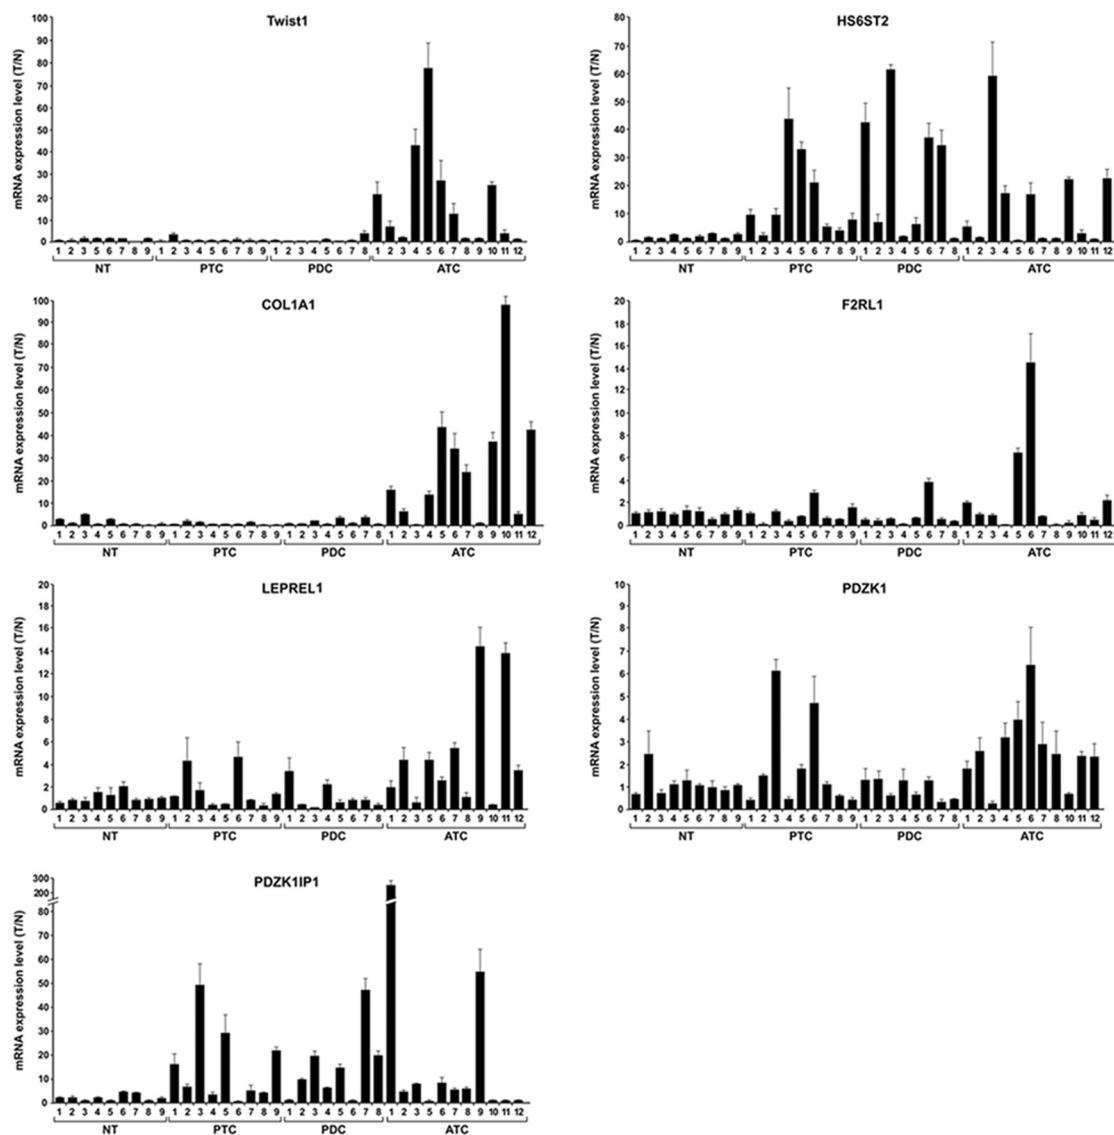 Twist1
mRNA expression level (T/N)
100
90
80
70
60
50
40
30
20
10
0
1 2 3 4 5 6 7 8 9 1 2 3 4 5 6 7 8 9 1 2 3 4 5 6 7 8 1 2 3 4 5 6 7 8 9 10 11 12
NT PTC PDC ATC
HS6ST2
mRNA expression level (T/N)
80
70
60
50
40
30
20
10
0
1 2 3 4 5 6 7 8 9 1 2 3 4 5 6 7 8 9 1 2 3 4 5 6 7 8 1 2 3 4 5 6 7 8 9 10 11 12
NT PTC PDC ATC
COL1A1
mRNA expression level (T/N)
100
90
80
70
60
50
40
30
20
10
0
1 2 3 4 5 6 7 8 9 1 2 3 4 5 6 7 8 9 1 2 3 4 5 6 7 8 1 2 3 4 5 6 7 8 9 10 11 12
NT PTC PDC ATC
F2RL1
mRNA expression level (T/N)
20
18
16
14
12
10
8
6
4
2
0
1 2 3 4 5 6 7 8 9 1 2 3 4 5 6 7 8 9 1 2 3 4 5 6 7 8 1 2 3 4 5 6 7 8 9 10 11 12
NT PTC PDC ATC
LEPREL1
mRNA expression level (T/N)
20
18
16
14
12
10
8
6
4
2
0
1 2 3 4 5 6 7 8 9 1 2 3 4 5 6 7 8 9 1 2 3 4 5 6 7 8 1 2 3 4 5 6 7 8 9 10 11 12
NT PTC PDC ATC
PDZK1
mRNA expression level (T/N)
10
9
8
7
6
5
4
3
2
1
0
1 2 3 4 5 6 7 8 9 1 2 3 4 5 6 7 8 9 1 2 3 4 5 6 7 8 1 2 3 4 5 6 7 8 10 11 12
NT PTC PDC ATC
PDZK1IP1
mRNA expression level (T/N)
300
200
80
70
60
50
40
30
20
10
0
1 2 3 4 5 6 7 8 9 1 2 3 4 5 6 7 8 9 1 2 3 4 5 6 7 8 1 2 3 4 5 6 7 8 9 10 11 12
NT PTC PDC ATC